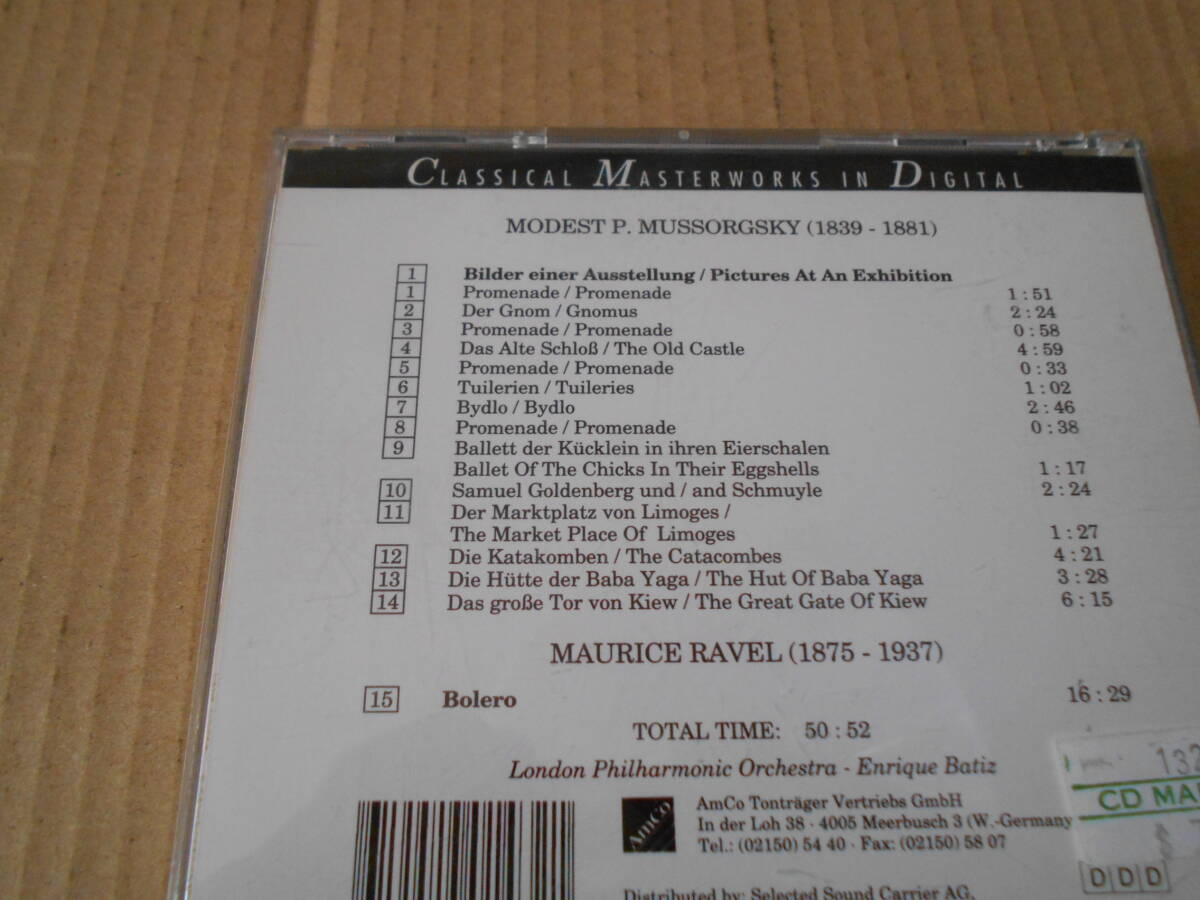 CLASSICAL MASTERWORKS IN DIGITAL
MODEST P. MUSSORGSKY (1839 - 1881)
1 Bilder einer Ausstellung / Pictures At An Exhibition
1 Promenade / Promenade 1 : 51
2 Der Gnom / Gnomus 2 : 24
3 Promenade / Promenade 0 : 58
4 Das Alte Schloß / The Old Castle 4 : 59
5 Promenade / Promenade 0 : 33
6 Tuilerien / Tuileries 1 : 02
7 Bydlo / Bydlo 2 : 46
8 Promenade / Promenade 0 : 38
9 Ballett der Kücklein in ihren Eierschalen
Ballet Of The Chicks In Their Eggshells 1 : 17
10 Samuel Goldenberg und / and Schmuyle 2 : 24
11 Der Marktplatz von Limoges /
The Market Place Of Limoges 1 : 27
12 Die Katakomben / The Catacombes 4 : 21
13 Die Hütte der Baba Yaga / The Hut Of Baba Yaga 3 : 28
14 Das große Tor von Kiew / The Great Gate Of Kiew 6 : 15
MAURICE RAVEL (1875 - 1937)
15 Bolero 16 : 29
TOTAL TIME: 50 : 52
London Philharmonic Orchestra - Enrique Batiz
132
CD MA
AmCo
AmCo Tonträger Vertriebs GmbH
In der Loh 38 · 4005 Meerbusch 3 (W.-Germany
Tel.: (02150) 54 40 · Fax: (02150) 58 07
DDD
Distributed by: Selected Sound Carrier AG,